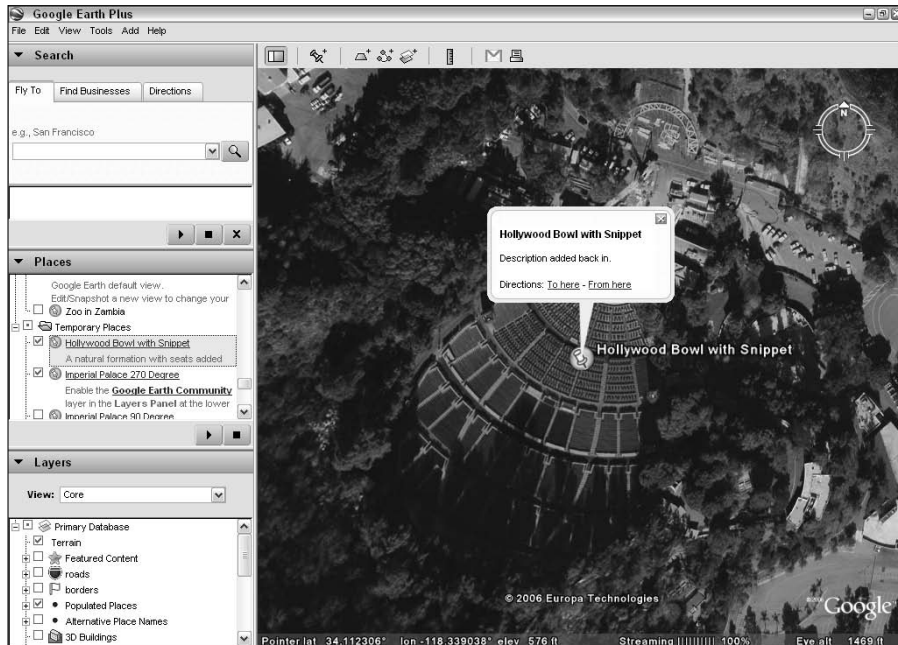 Google Earth Plus
File Edit View Tools Add Help
Search
Fly To Find Businesses Directions
e.g., San Francisco
Places
Google Earth default view.
Edit/Snapshot a new view to change your
Zoo in Zambia
Temporary Places
Hollywood Bowl with Snippet
A natural formation with seats added
Imperial Palace 270 Degree
Enable the Google Earth Community
layer in the Layers Panel at the lower
Imperial Palace 90 Degree
Layers
View: Core
Primary Database
Terrain
Featured Content
roads
borders
Populated Places
Alternative Place Names
3D Buildings
N
Hollywood Bowl with Snippet
Description added back in.
Directions: To here - From here
Hollywood Bowl with Snippet
© 2006 Europa Technologies
Google
Pointer lat 34.112306° lon -118.339038° elev 576 ft Streaming |||||||||| 100% Eye alt 1469 ft